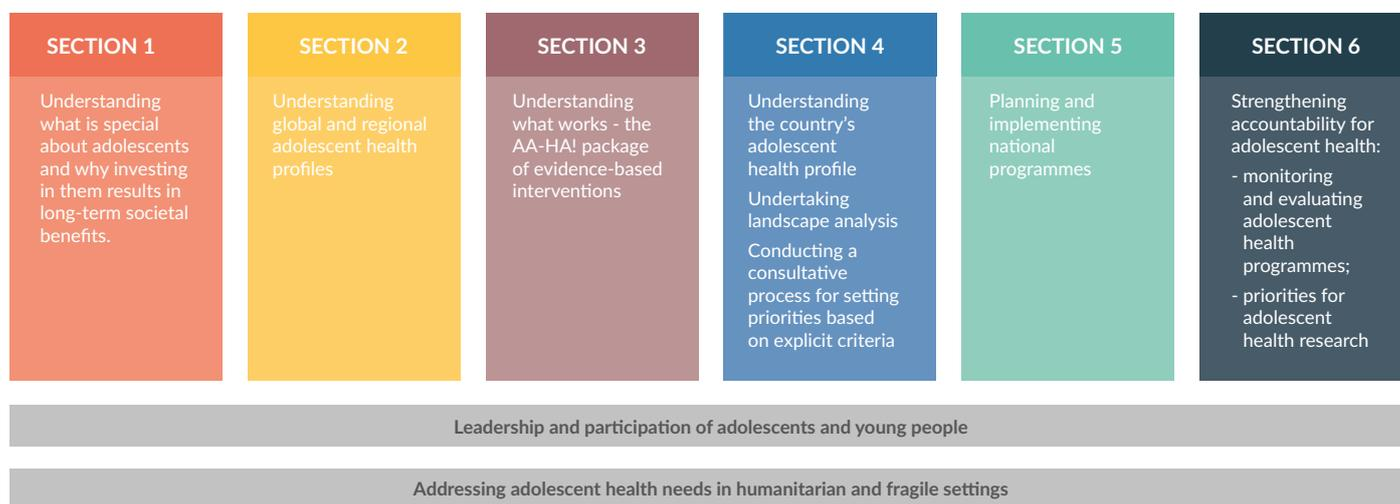 SECTION 1
Understanding
what is special
about adolescents
and why investing
in them results in
long-term societal
benefits.
SECTION 2
Understanding
global and regional
adolescent health
profiles
SECTION 3
Understanding
what works - the
AA-HA! package
of evidence-based
interventions
SECTION 4
Understanding
the country's
adolescent
health profile
Undertaking
landscape analysis
Conducting a
consultative
process for setting
priorities based
on explicit criteria
SECTION 5
Planning and
implementing
national
programmes
SECTION 6
Strengthening
accountability for
adolescent health:
- monitoring
and evaluating
adolescent
health
programmes;
- priorities for
adolescent
health research
Leadership and participation of adolescents and young people
Addressing adolescent health needs in humanitarian and fragile settings